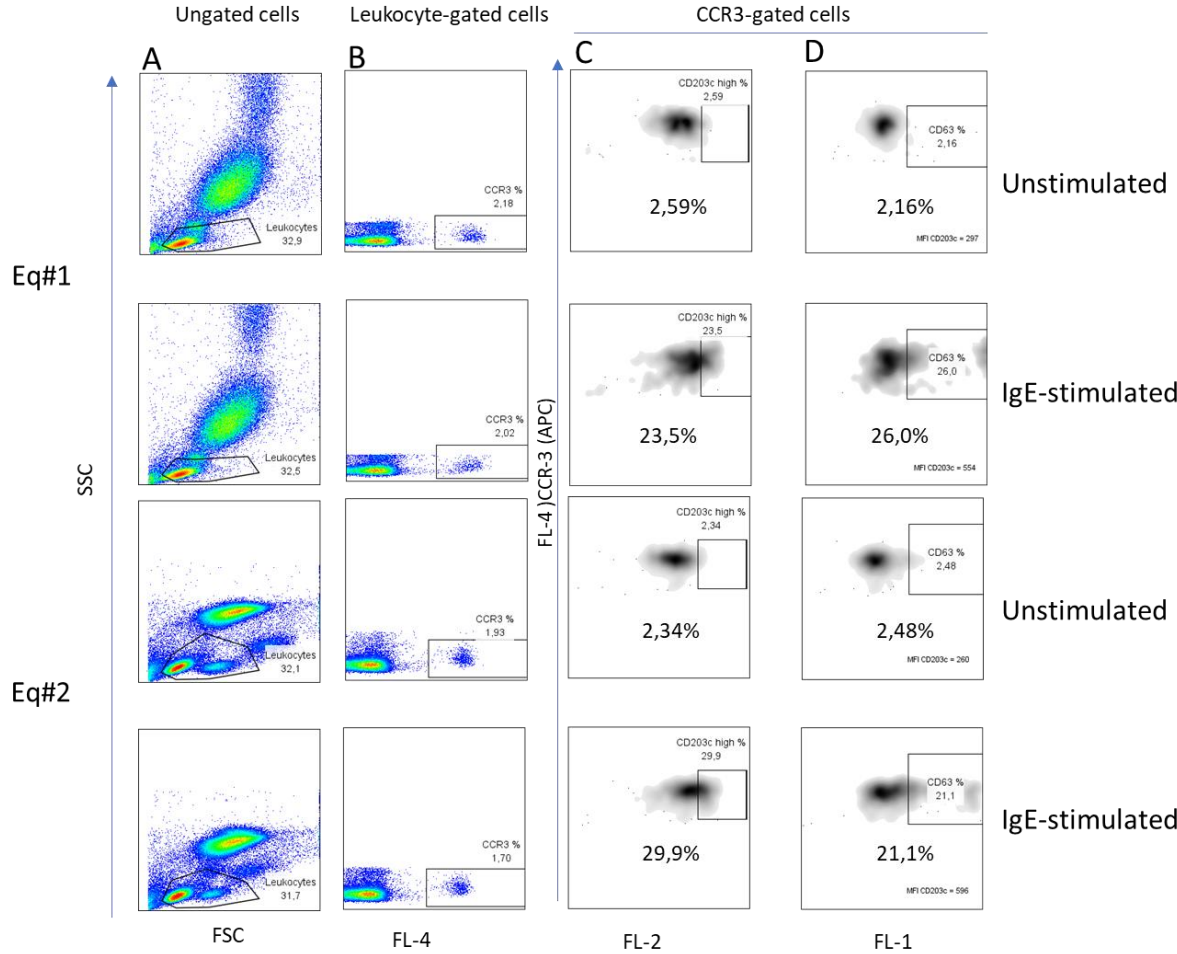 Ungated cells
Leukocyte-gated cells
CCR3-gated cells
A
B
C
D
SSC
FL-4 )CCR-3 (APC)
Eq#1
Leukocytes
32,9
CCR3 %
2,18
CD203c high %
2,59
2,59%
CD63 %
2,16
2,16%
MFI CD203c = 297
Unstimulated
Leukocytes
32,5
CCR3 %
2,02
CD203c high %
23,5
23,5%
CD63 %
26,0
26,0%
MFI CD203c = 554
IgE-stimulated
Eq#2
Leukocytes
32,1
CCR3 %
1,93
CD203c high %
2,34
2,34%
CD63 %
2,48
2,48%
MFI CD203c = 260
Unstimulated
Leukocytes
31,7
CCR3 %
1,70
CD203c high %
29,9
29,9%
CD63 %
21,1
21,1%
MFI CD203c = 596
IgE-stimulated
FSC
FL-4
FL-2
FL-1